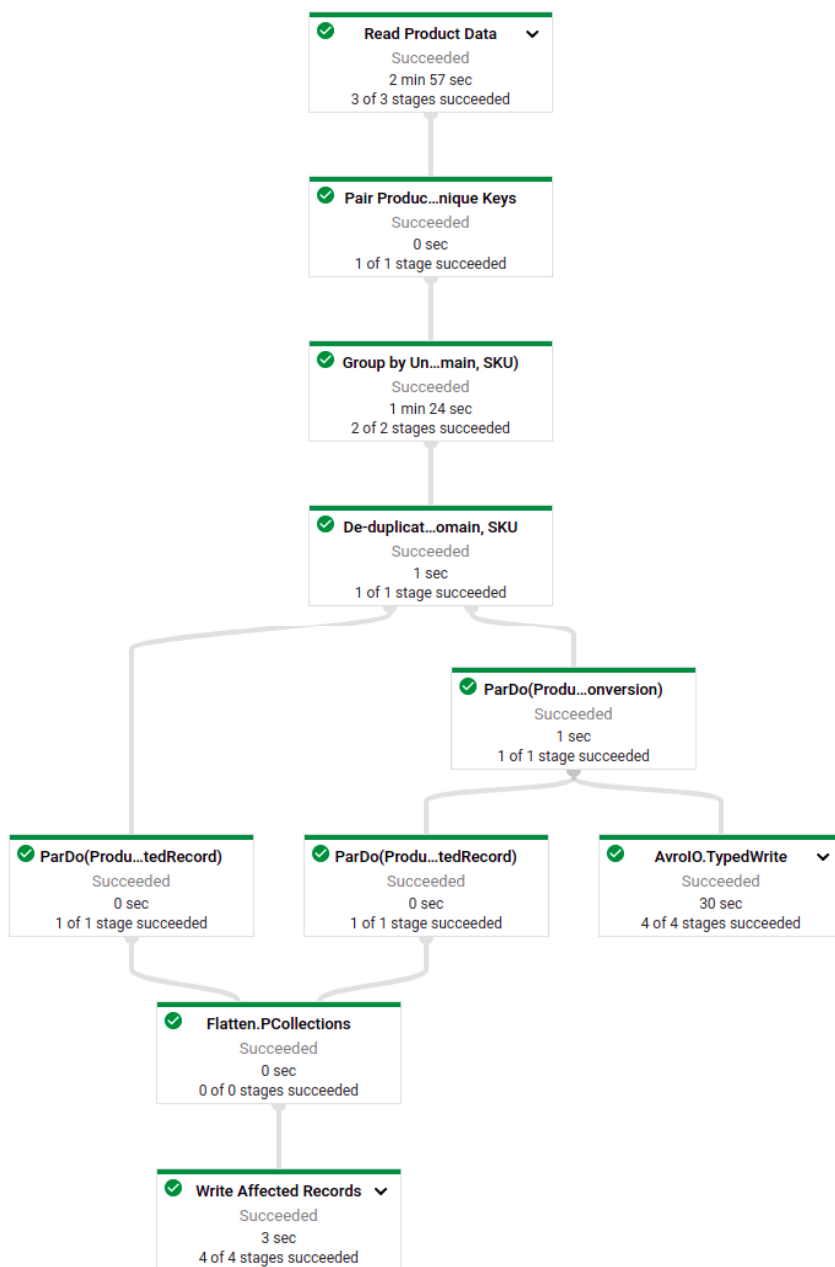 Read Product Data
Succeeded
2 min 57 sec
3 of 3 stages succeeded
Pair Produc...nique Keys
Succeeded
0 sec
1 of 1 stage succeeded
Group by Un...main, SKU)
Succeeded
1 min 24 sec
2 of 2 stages succeeded
De-duplicat...omain, SKU
Succeeded
1 sec
1 of 1 stage succeeded
ParDo(Produ...onversion)
Succeeded
1 sec
1 of 1 stage succeeded
ParDo(Produ...tedRecord)
Succeeded
0 sec
1 of 1 stage succeeded
ParDo(Produ...tedRecord)
Succeeded
0 sec
1 of 1 stage succeeded
AvroIO.TypedWrite
Succeeded
30 sec
4 of 4 stages succeeded
Flatten.PCollections
Succeeded
0 sec
0 of 0 stages succeeded
Write Affected Records
Succeeded
3 sec
4 of 4 stages succeeded